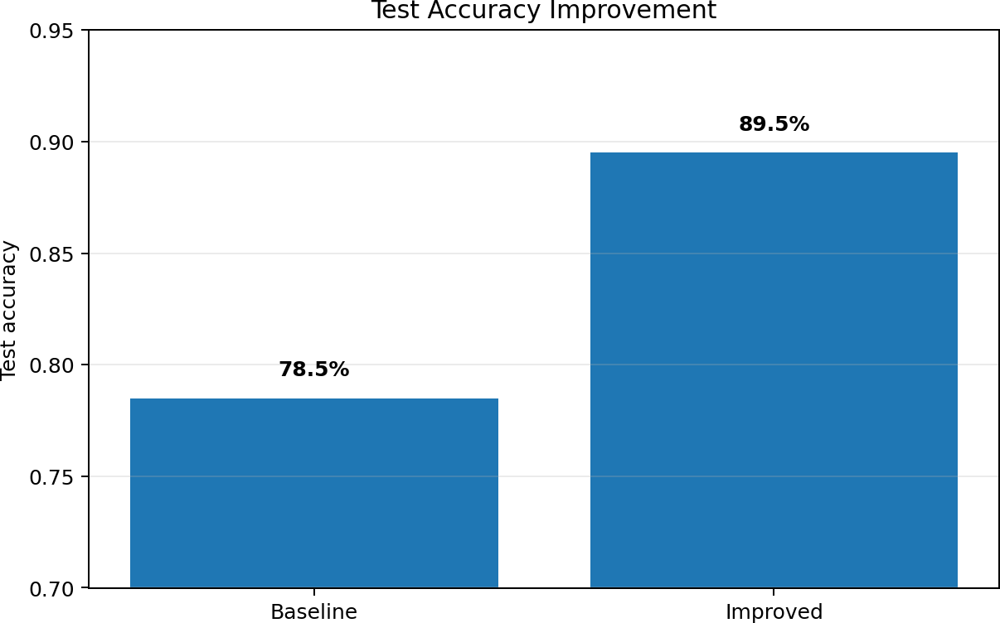 Test Accuracy Improvement
Test accuracy
0.95
0.90
0.85
0.80
0.75
0.70
78.5%
89.5%
Baseline
Improved